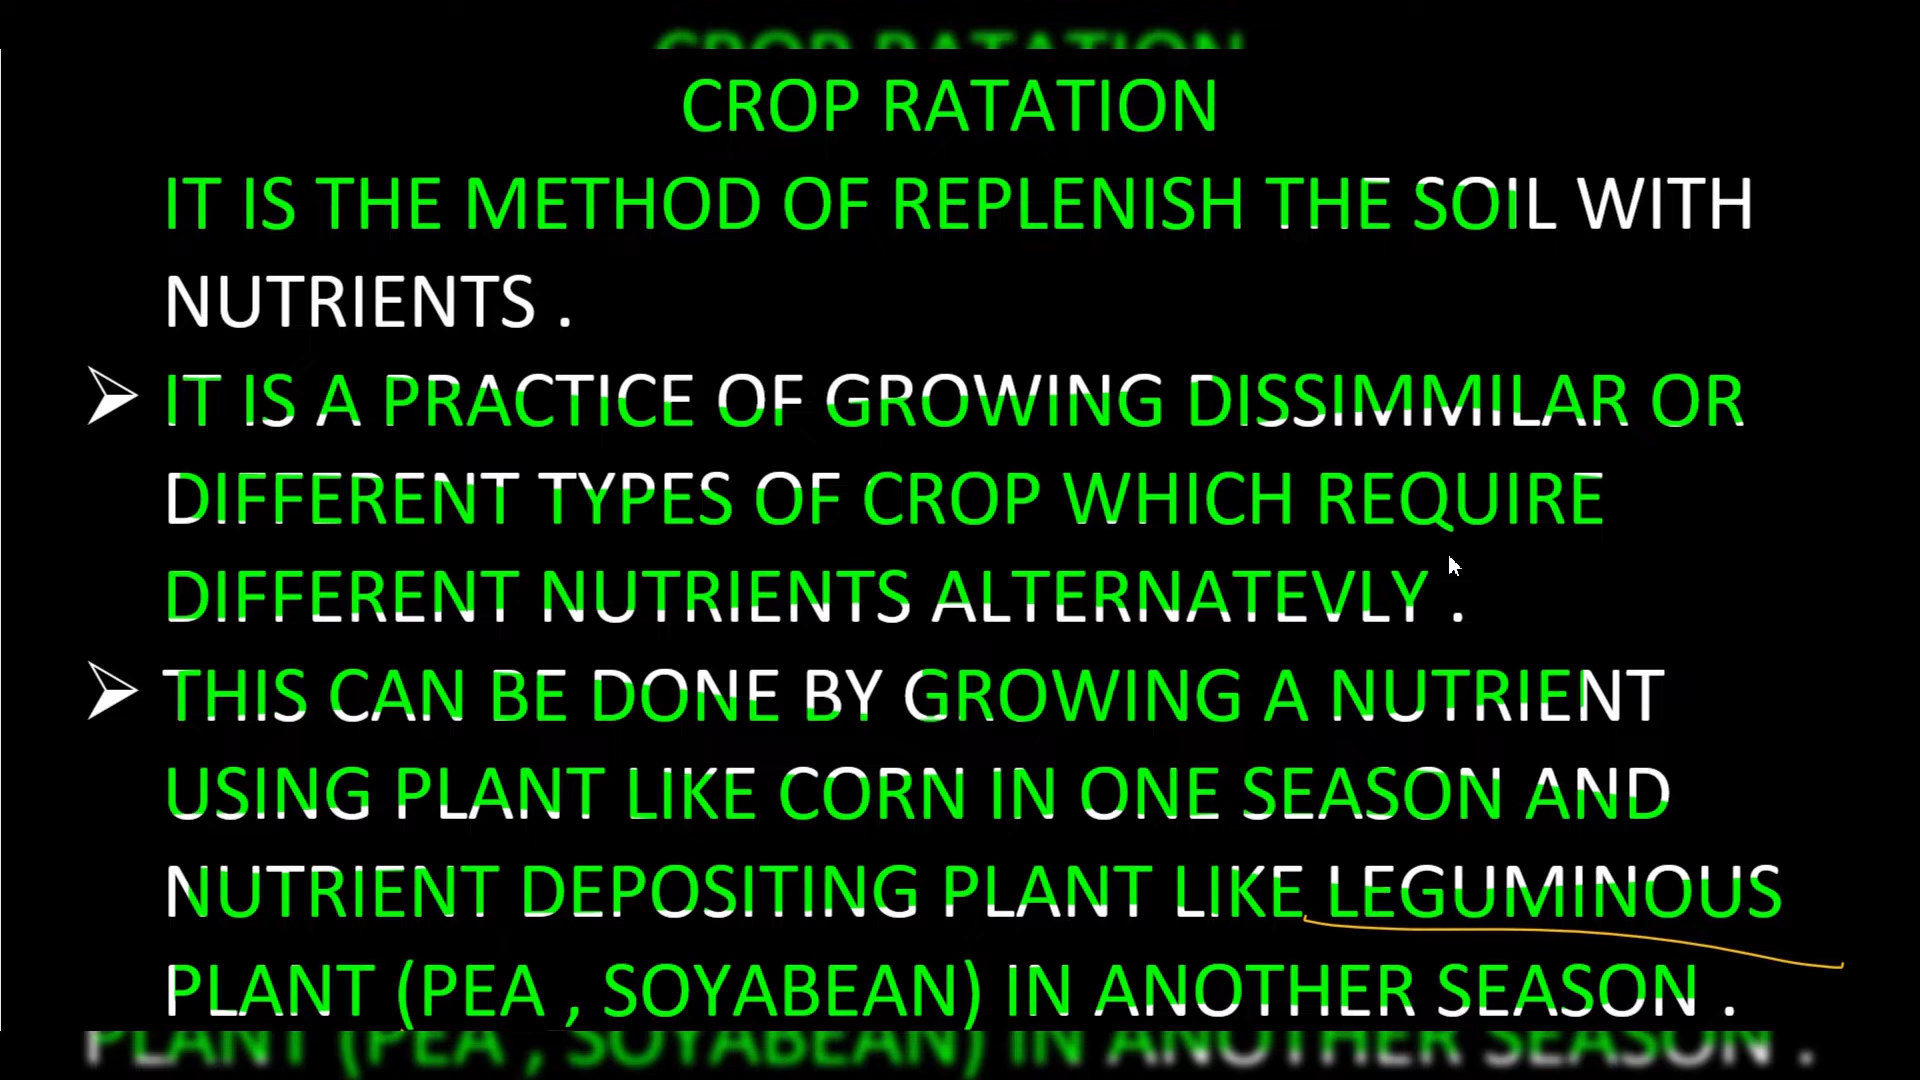 CROP RATATION
IT IS THE METHOD OF REPLENISH THE SOIL WITH
NUTRIENTS .
IT IS A PRACTICE OF GROWING DISSIMMILAR OR
DIFFERENT TYPES OF CROP WHICH REQUIRE
DIFFERENT NUTRIENTS ALTERNATEVLY .
THIS CAN BE DONE BY GROWING A NUTRIENT
USING PLANT LIKE CORN IN ONE SEASON AND
NUTRIENT DEPOSITING PLANT LIKE LEGUMINOUS
PLANT (PEA , SOYABEAN) IN ANOTHER SEASON .